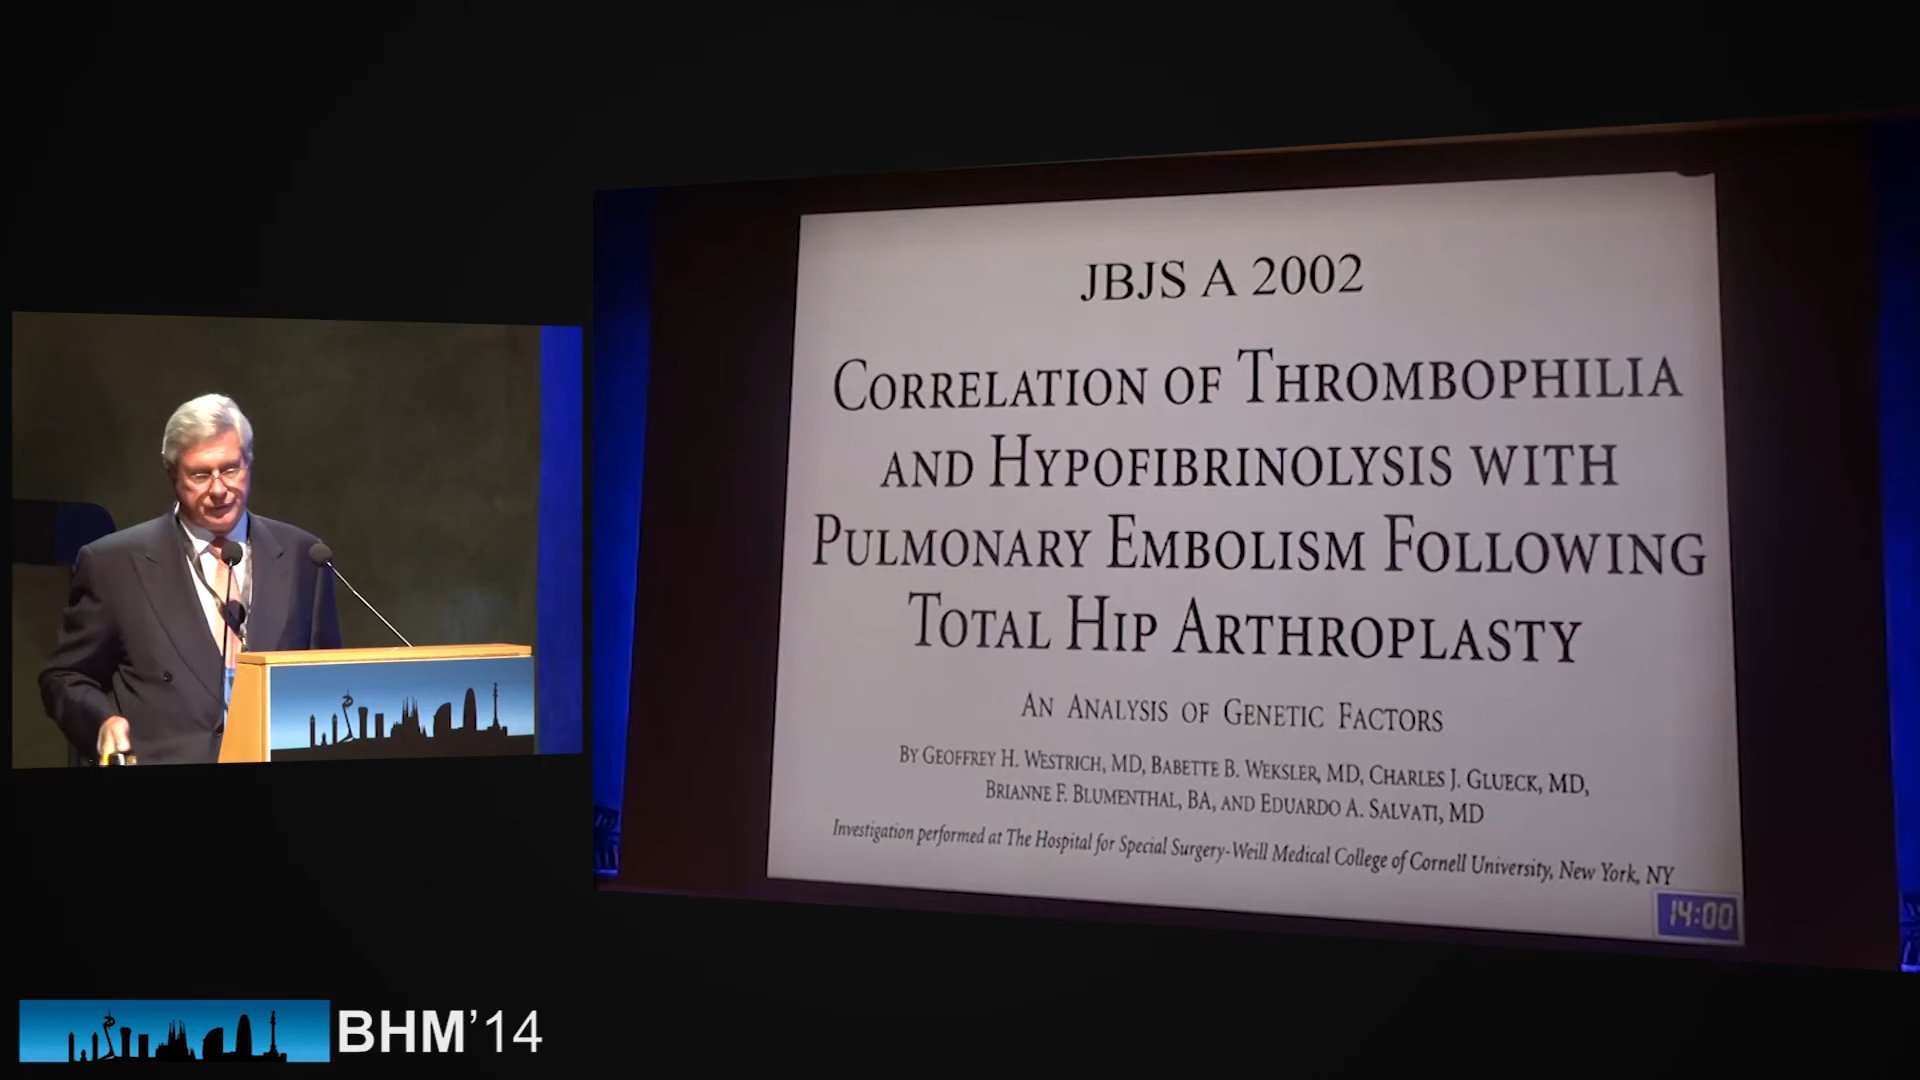 JBJS A 2002
CORRELATION OF THROMBOPHILIA
AND HYPOFIBRINOLYSIS WITH
PULMONARY EMBOLISM FOLLOWING
TOTAL HIP ARTHROPLASTY
AN ANALYSIS OF GENETIC FACTORS
BY GEOFFREY H. WESTRICH, MD, BABETTE B. WEKSLER, MD, CHARLES J. GLUECK, MD,
BRIANNE F. BLUMENTHAL, BA, AND EDUARDO A. SALVATI, MD
Investigation performed at The Hospital for Special Surgery-Weill Medical College of Cornell University, New York, NY
14:00
BHM'14